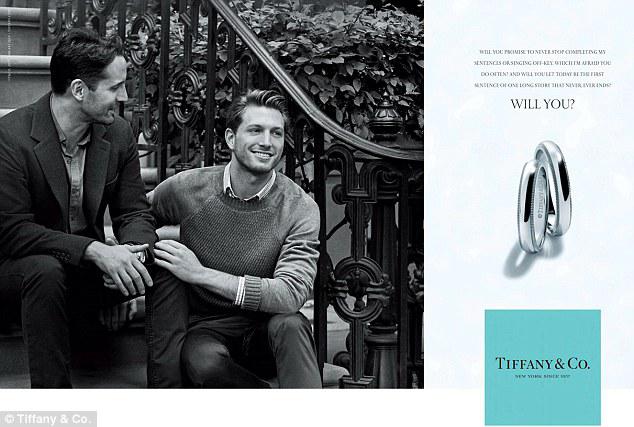 WILL YOU PROMISE TO NEVER STOP COMPLETING MY
SENTENCES OR SINGING OFF-KEY, WHICH I'M AFRAID YOU
DO OFTEN? AND WILL YOU LET TODAY BE THE FIRST
SENTENCE OF ONE LONG STORY THAT NEVER, EVER ENDS?
WILL YOU?
TIFFANY & CO.
NEW YORK SINCE 1837
© Tiffany & Co.